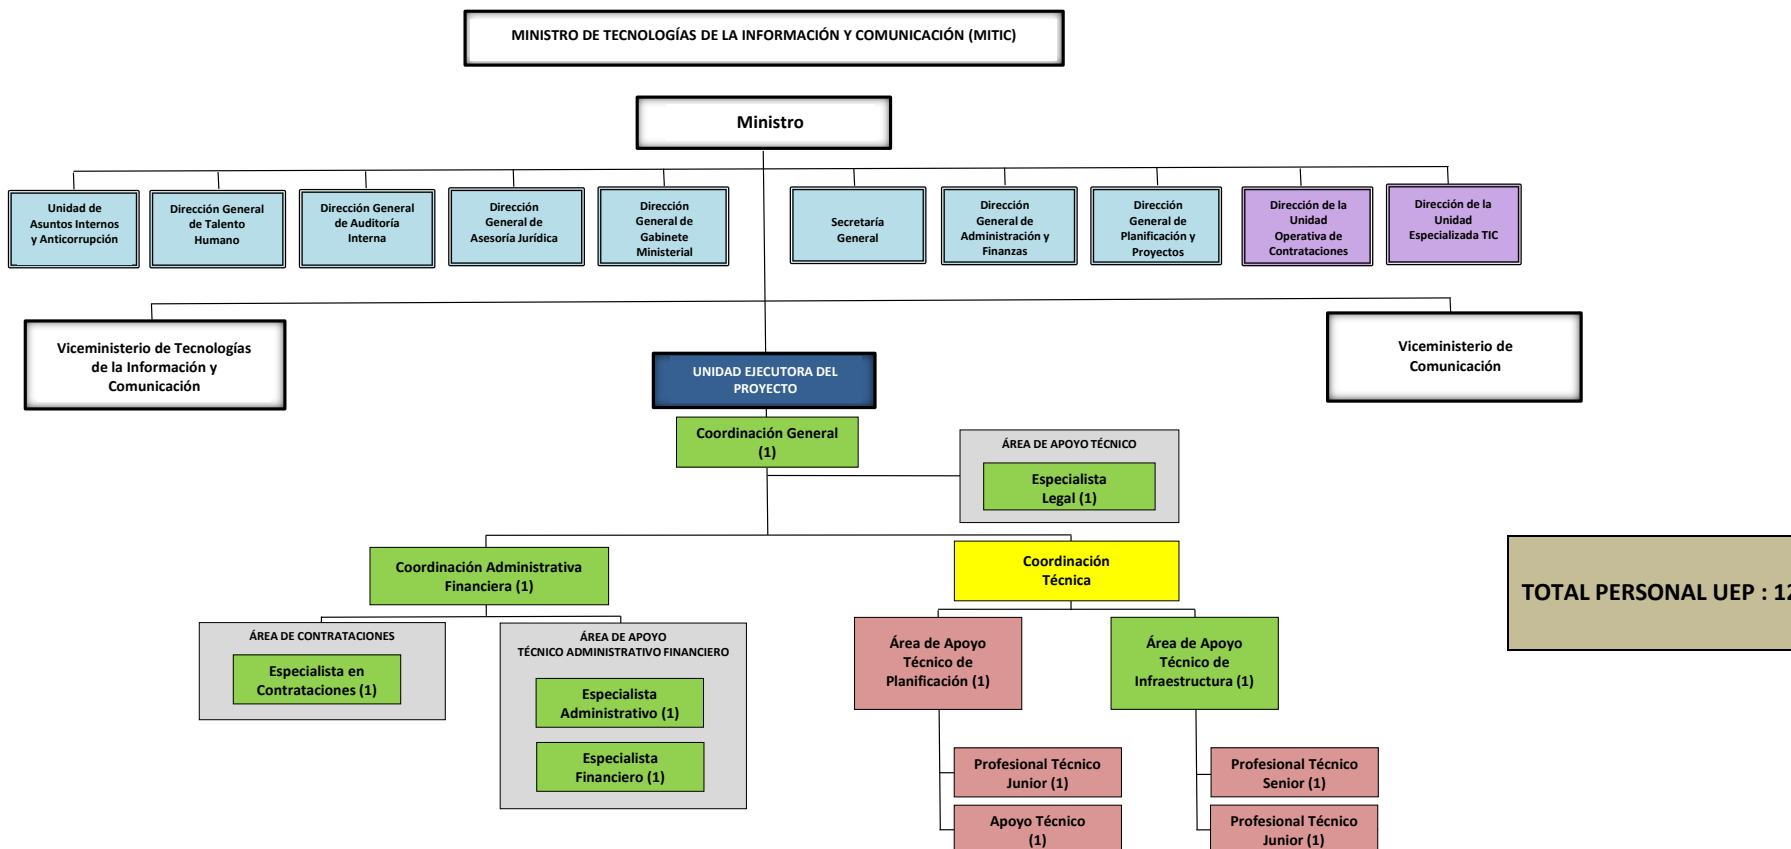 MINISTRO DE TECNOLOGÍAS DE LA INFORMACIÓN Y COMUNICACIÓN (MITIC)
Ministro
Unidad de
Asuntos Internos
y Anticorrupción
Dirección General
de Talento
Humano
Dirección General
de Auditoría
Interna
Dirección
General de
Asesoría Jurídica
Dirección
General de
Gabinete
Ministerial
Secretaría
General
Dirección
General de
Administración y
Finanzas
Dirección
General de
Planificación y
Proyectos
Dirección de la
Unidad
Operativa de
Contrataciones
Dirección de la
Unidad
Especializada TIC
Viceministerio de Tecnologías
de la Información y
Comunicación
Viceministerio de
Comunicación
UNIDAD EJECUTORA DEL
PROYECTO
Coordinación General
(1)
ÁREA DE APOYO TÉCNICO
Especialista
Legal (1)
Coordinación Administrativa
Financiera (1)
Coordinación
Técnica
TOTAL PERSONAL UEP : 12
ÁREA DE CONTRATACIONES
Especialista en
Contrataciones (1)
ÁREA DE APOYO
TÉCNICO ADMINISTRATIVO FINANCIERO
Especialista
Administrativo (1)
Especialista
Financiero (1)
Área de Apoyo
Técnico de
Planificación (1)
Área de Apoyo
Técnico de
Infraestructura (1)
Profesional Técnico
Junior (1)
Apoyo Técnico
(1)
Profesional Técnico
Senior (1)
Profesional Técnico
Junior (1)